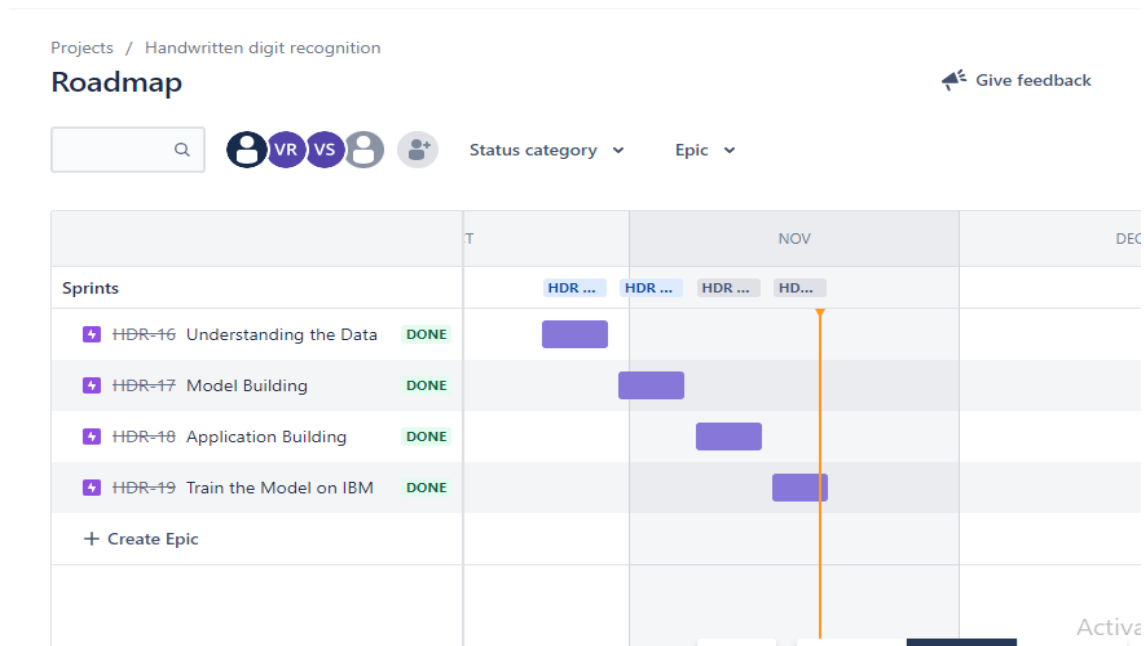 Projects / Handwritten digit recognition
Roadmap
Give feedback
VR VS
Status category
Epic
NOV
Sprints
HDR ... HDR ... HDR ... HD...
HDR-16 Understanding the Data DONE
HDR-17 Model Building DONE
HDR-18 Application Building DONE
HDR-19 Train the Model on IBM DONE
+ Create Epic